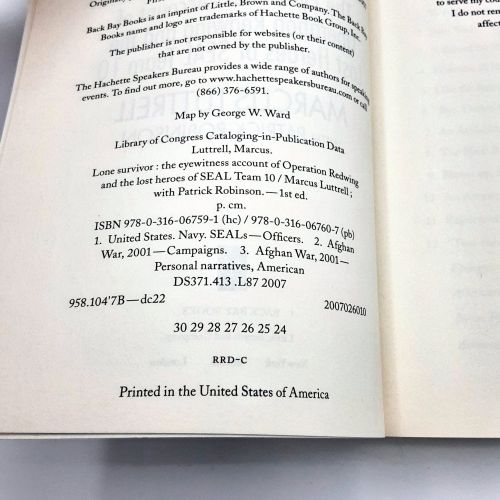 Back Bay Books is an imprint of Little, Brown and Company. The Back Bay
Books name and logo are trademarks of Hachette Book Group, Inc.
The publisher is not responsible for websites (or their content)
that are not owned by the publisher.
The Hachette Speakers Bureau provides a wide range of authors for speaking
events. To find out more, go to www.hachettespeakersbureau.com or call
(866) 376-6591.
Map by George W. Ward
Library of Congress Cataloging-in-Publication Data
Luttrell, Marcus.
Lone survivor : the eyewitness account of Operation Redwing
and the lost heroes of SEAL Team 10 / Marcus Luttrell ;
with Patrick Robinson. — 1st ed.
p. cm.
ISBN 978-0-316-06759-1 (hc) / 978-0-316-06760-7 (pb)
1. United States. Navy. SEALs — Officers. 2. Afghan
War, 2001 — Campaigns. 3. Afghan War, 2001 —
Personal narratives, American
DS371.413 .L87 2007
958.104'7B — dc22
2007026010
30 29 28 27 26 25 24
RRD-C
Printed in the United States of America
I do not
affect